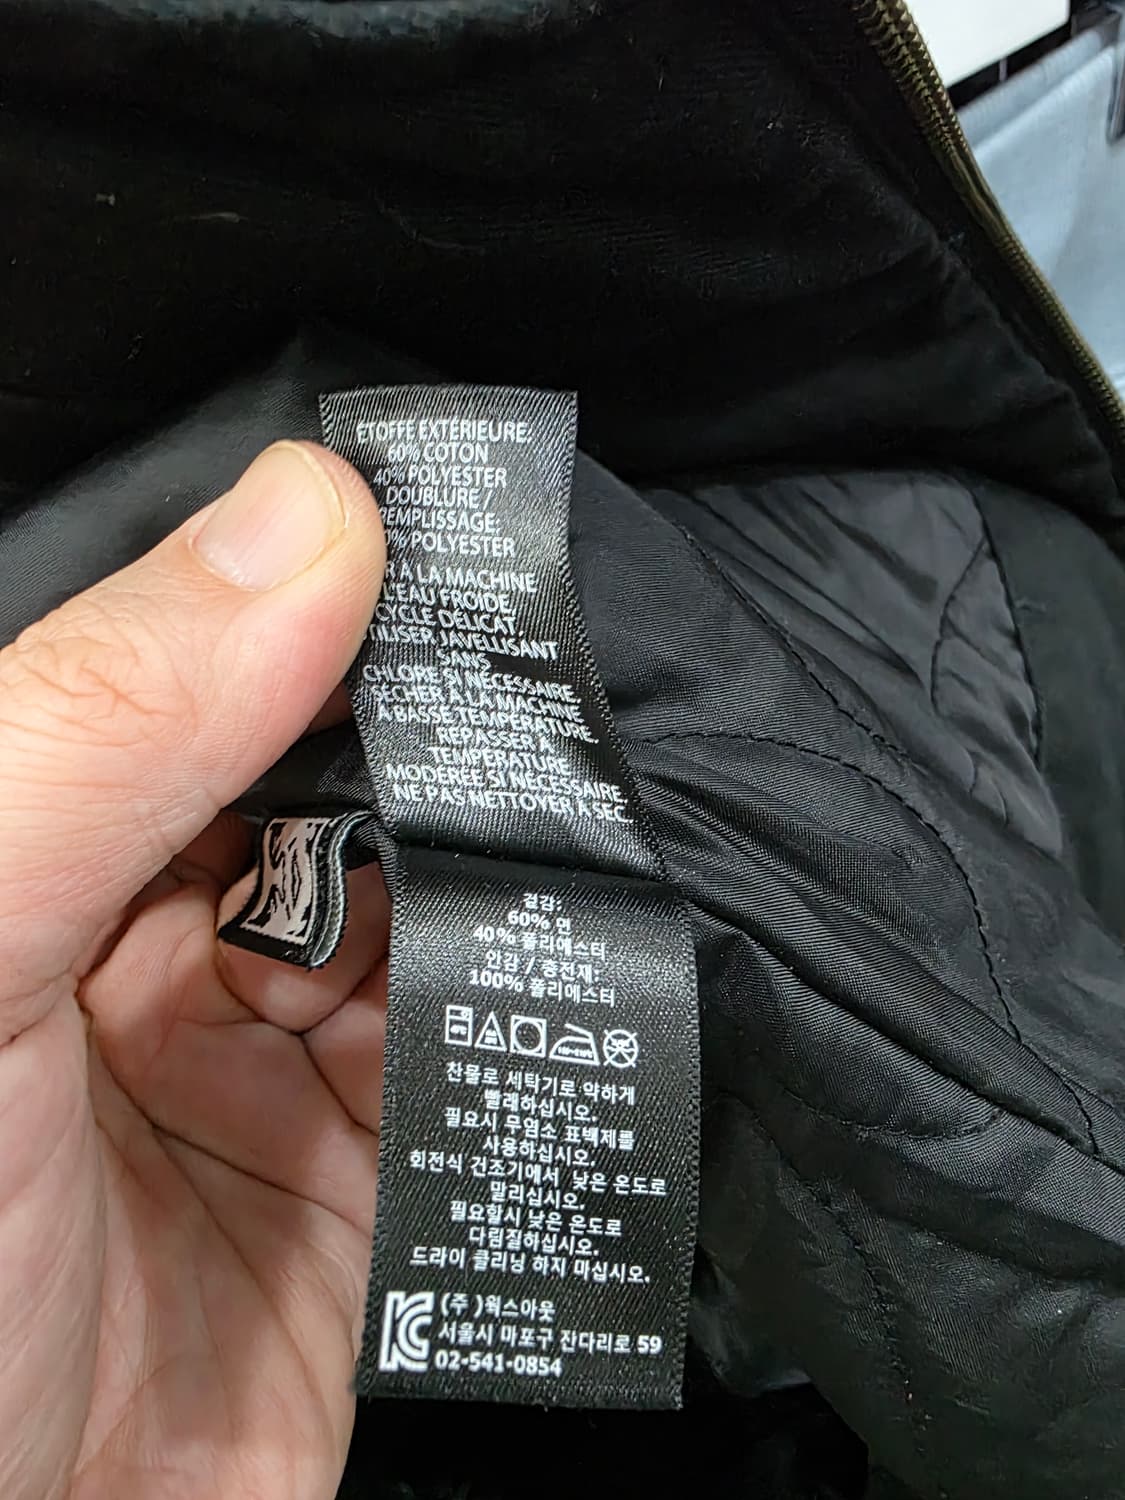 ETOFFE EXTERIEURE:
60% COTON
40% POLYESTER
DOUBLURE /
EMPLISSAGE:
0% POLYESTER
À LA MACHINE
L'EAU FROIDE
CYCLE DÉLICAT
JAVELLISANT
SANS
CHLORE SI NÉCESSAIRE.
SÉCHER À LA MACHINE
À BASSE TEMPÉRATURE.
REPASSER À
TEMPÉRATURE
MODÉRÉE SI NÉCESSAIRE.
NE PAS NETTOYER À SEC.
겉감:
60% 면
40% 폴리에스터
안감 / 충전재:
100% 폴리에스터
찬물로 세탁기로 약하게
빨래하십시오.
필요시 무염소 표백제를
사용하십시오.
회전식 건조기에서 낮은 온도로
말리십시오.
필요할시 낮은 온도로
다림질하십시오.
드라이 클리닝 하지 마십시오.
(주)웍스아웃
서울시 마포구 잔다리로 59
02-541-0854